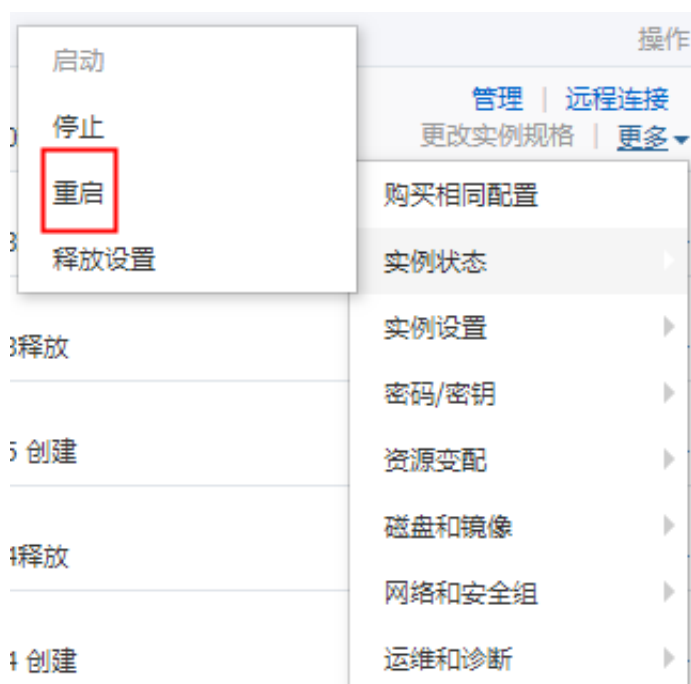 操作
启动
管理 | 远程连接
停止
更改实例规格 | 更多
重启
购买相同配置
释放设置
实例状态
实例设置
释放
密码/密钥
5 创建
资源变配
磁盘和镜像
4释放
网络和安全组
4 创建
运维和诊断